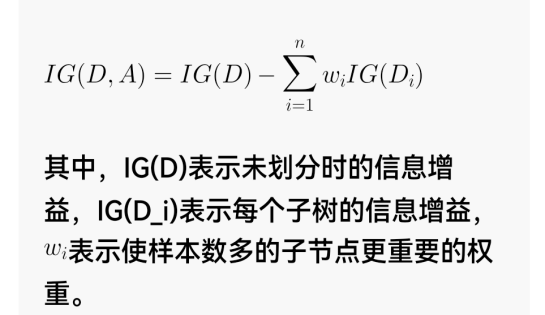 IG(D, A) = IG(D) − ∑_{i=1}^{n} w_i IG(D_i)
其中，IG(D)表示未划分时的信息增
益，IG(D_i)表示每个子树的信息增益，
w_i表示使样本数多的子节点更重要的权
重。